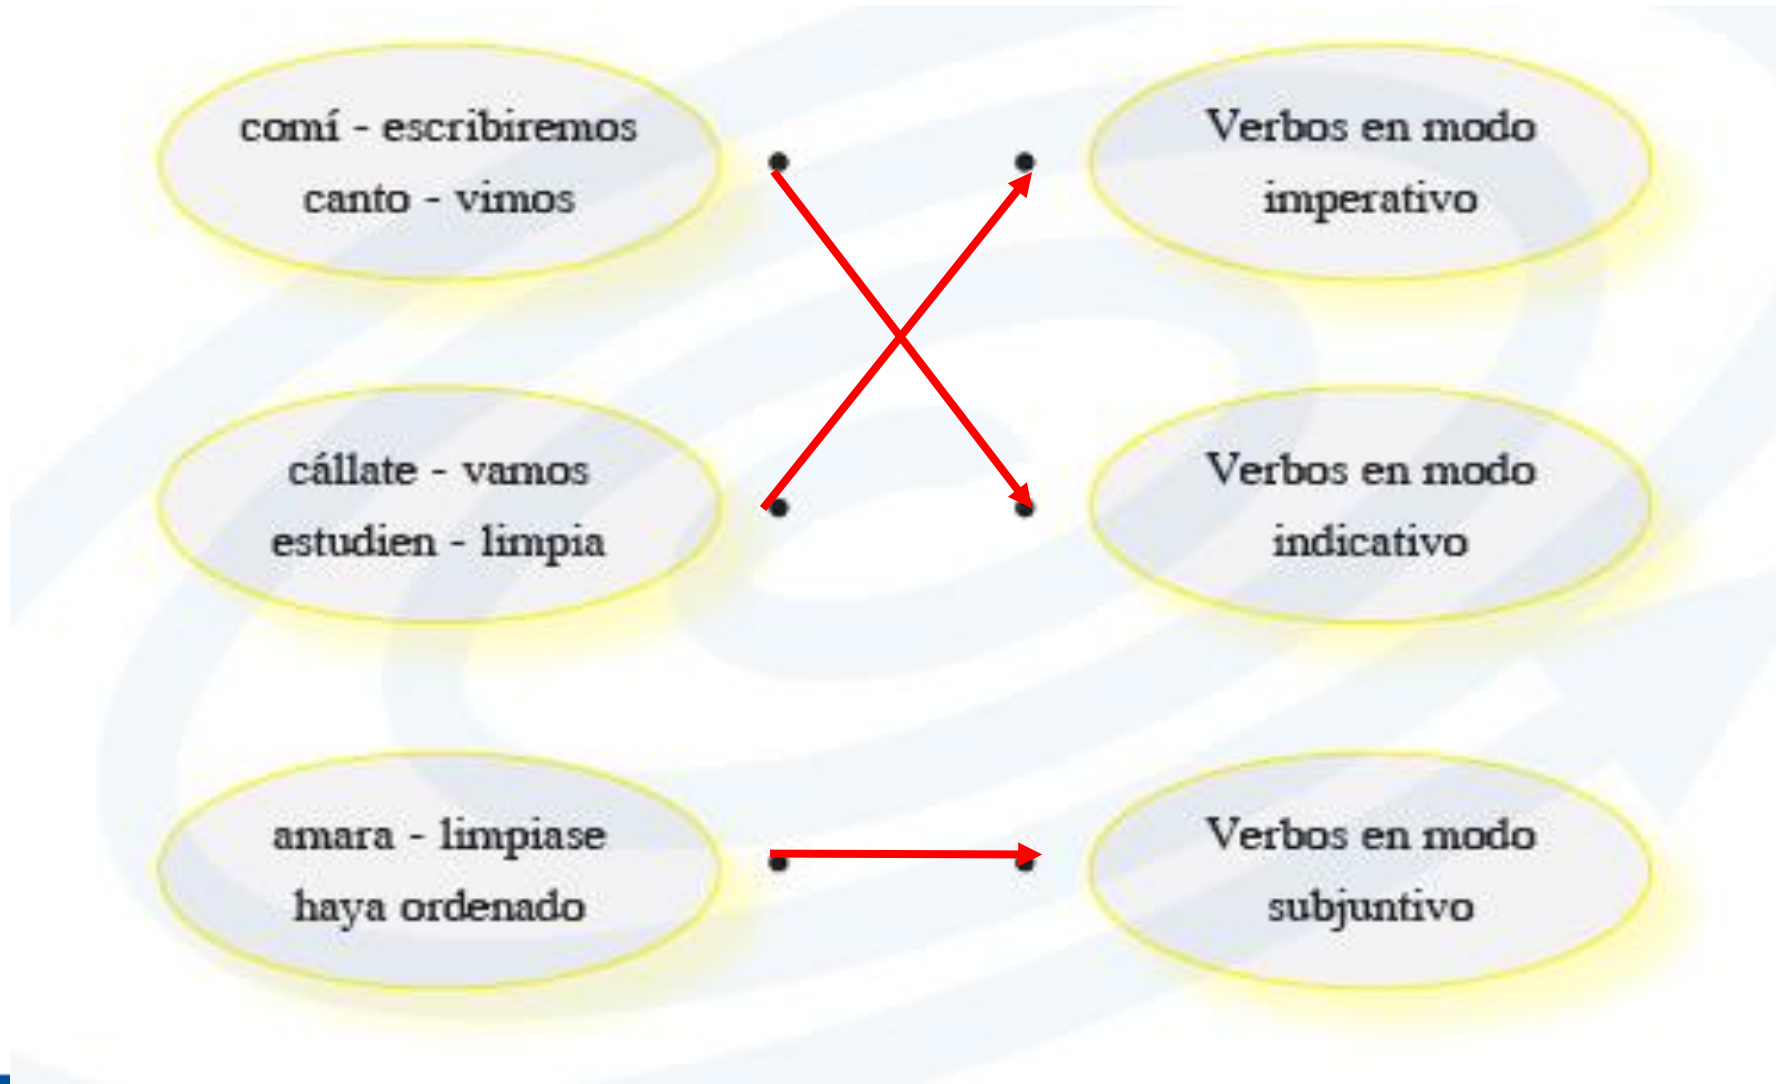 comí - escribiremos
canto - vimos
Verbos en modo
imperativo
cállate - vamos
estudien - limpia
Verbos en modo
indicativo
amara - limpiase
haya ordenado
Verbos en modo
subjuntivo